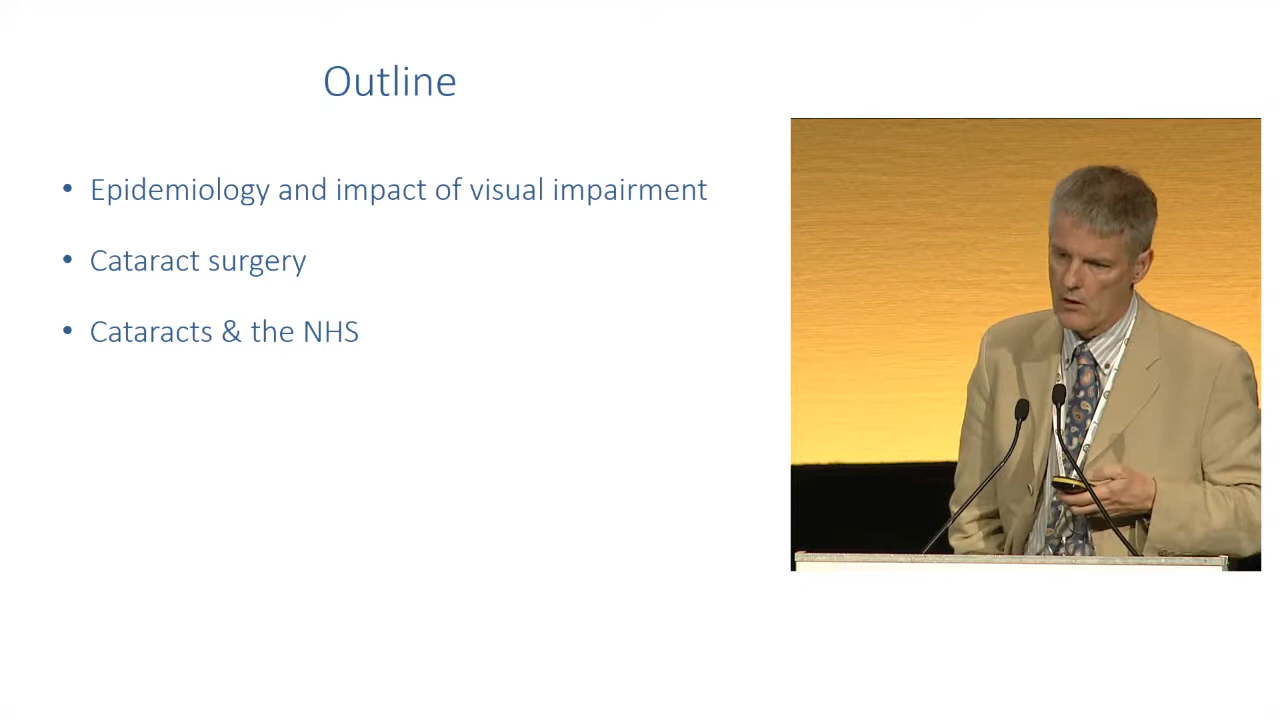 Outline
• Epidemiology and impact of visual impairment
• Cataract surgery
• Cataracts & the NHS